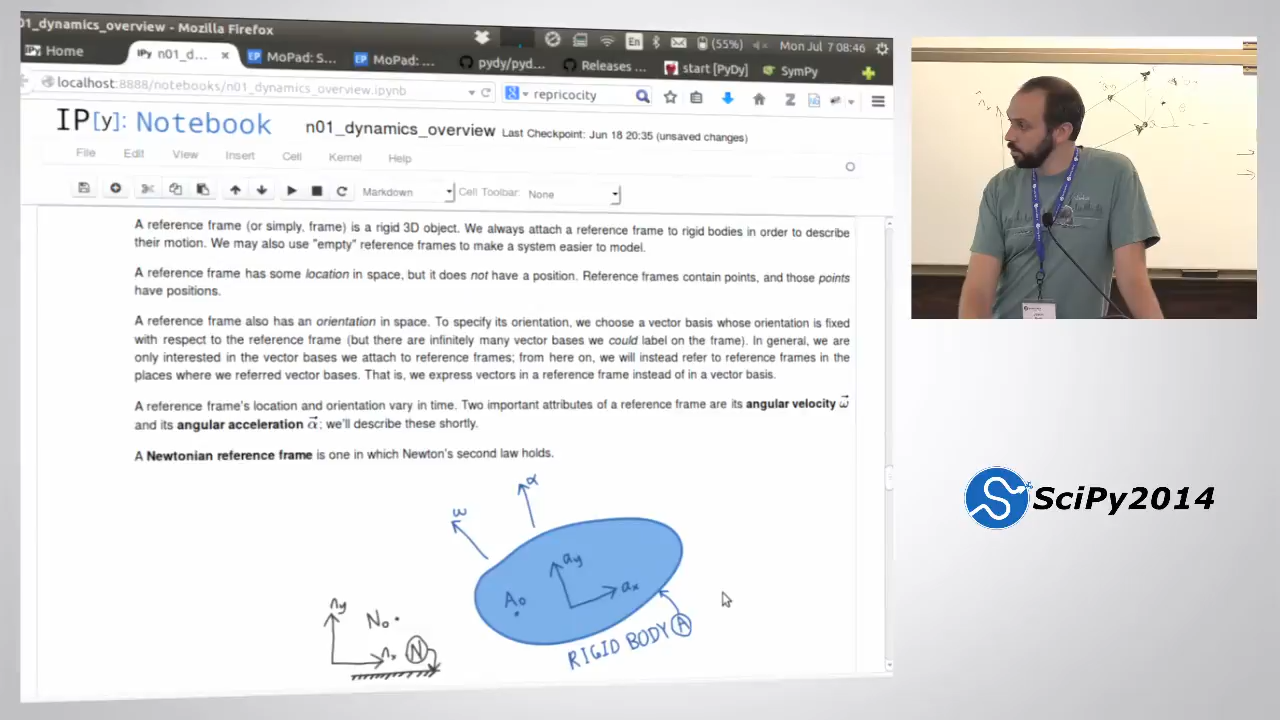 01_dynamics_overview - Mozilla Firefox
En (55%) Mon Jul 7 08:46
IPy Home IPy n01_d... × EP MoPad: S... EP MoPad: ... pydy/pyd... Releases ... start [PyDy] SymPy
localhost:8888/notebooks/n01_dynamics_overview.ipynb
repricocity
IP[y]: Notebook n01_dynamics_overview Last Checkpoint: Jun 18 20:35 (unsaved changes)
File Edit View Insert Cell Kernel Help
Markdown Cell Toolbar: None
A reference frame (or simply, frame) is a rigid 3D object. We always attach a reference frame to rigid bodies in order to describe
their motion. We may also use "empty" reference frames to make a system easier to model.
A reference frame has some location in space, but it does not have a position. Reference frames contain points, and those points
have positions.
A reference frame also has an orientation in space. To specify its orientation, we choose a vector basis whose orientation is fixed
with respect to the reference frame (but there are infinitely many vector bases we could label on the frame). In general, we are
only interested in the vector bases we attach to reference frames; from here on, we will instead refer to reference frames in the
places where we referred vector bases. That is, we express vectors in a reference frame instead of in a vector basis.
A reference frame's location and orientation vary in time. Two important attributes of a reference frame are its angular velocity ω⃗
and its angular acceleration α⃗; we'll describe these shortly.
A Newtonian reference frame is one in which Newton's second law holds.
α
ω
ay
ax
Ao
ny
No
nx N
RIGID BODY A
SciPy2014